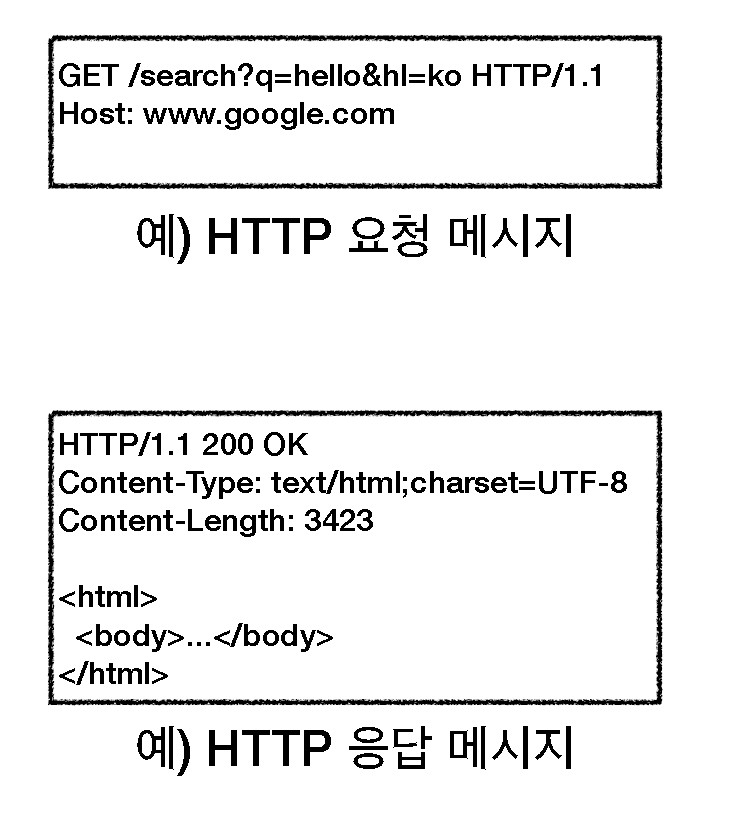 GET /search?q=hello&hl=ko HTTP/1.1
Host: www.google.com
예) HTTP 요청 메시지
HTTP/1.1 200 OK
Content-Type: text/html;charset=UTF-8
Content-Length: 3423
<html>
<body>...</body>
</html>
예) HTTP 응답 메시지